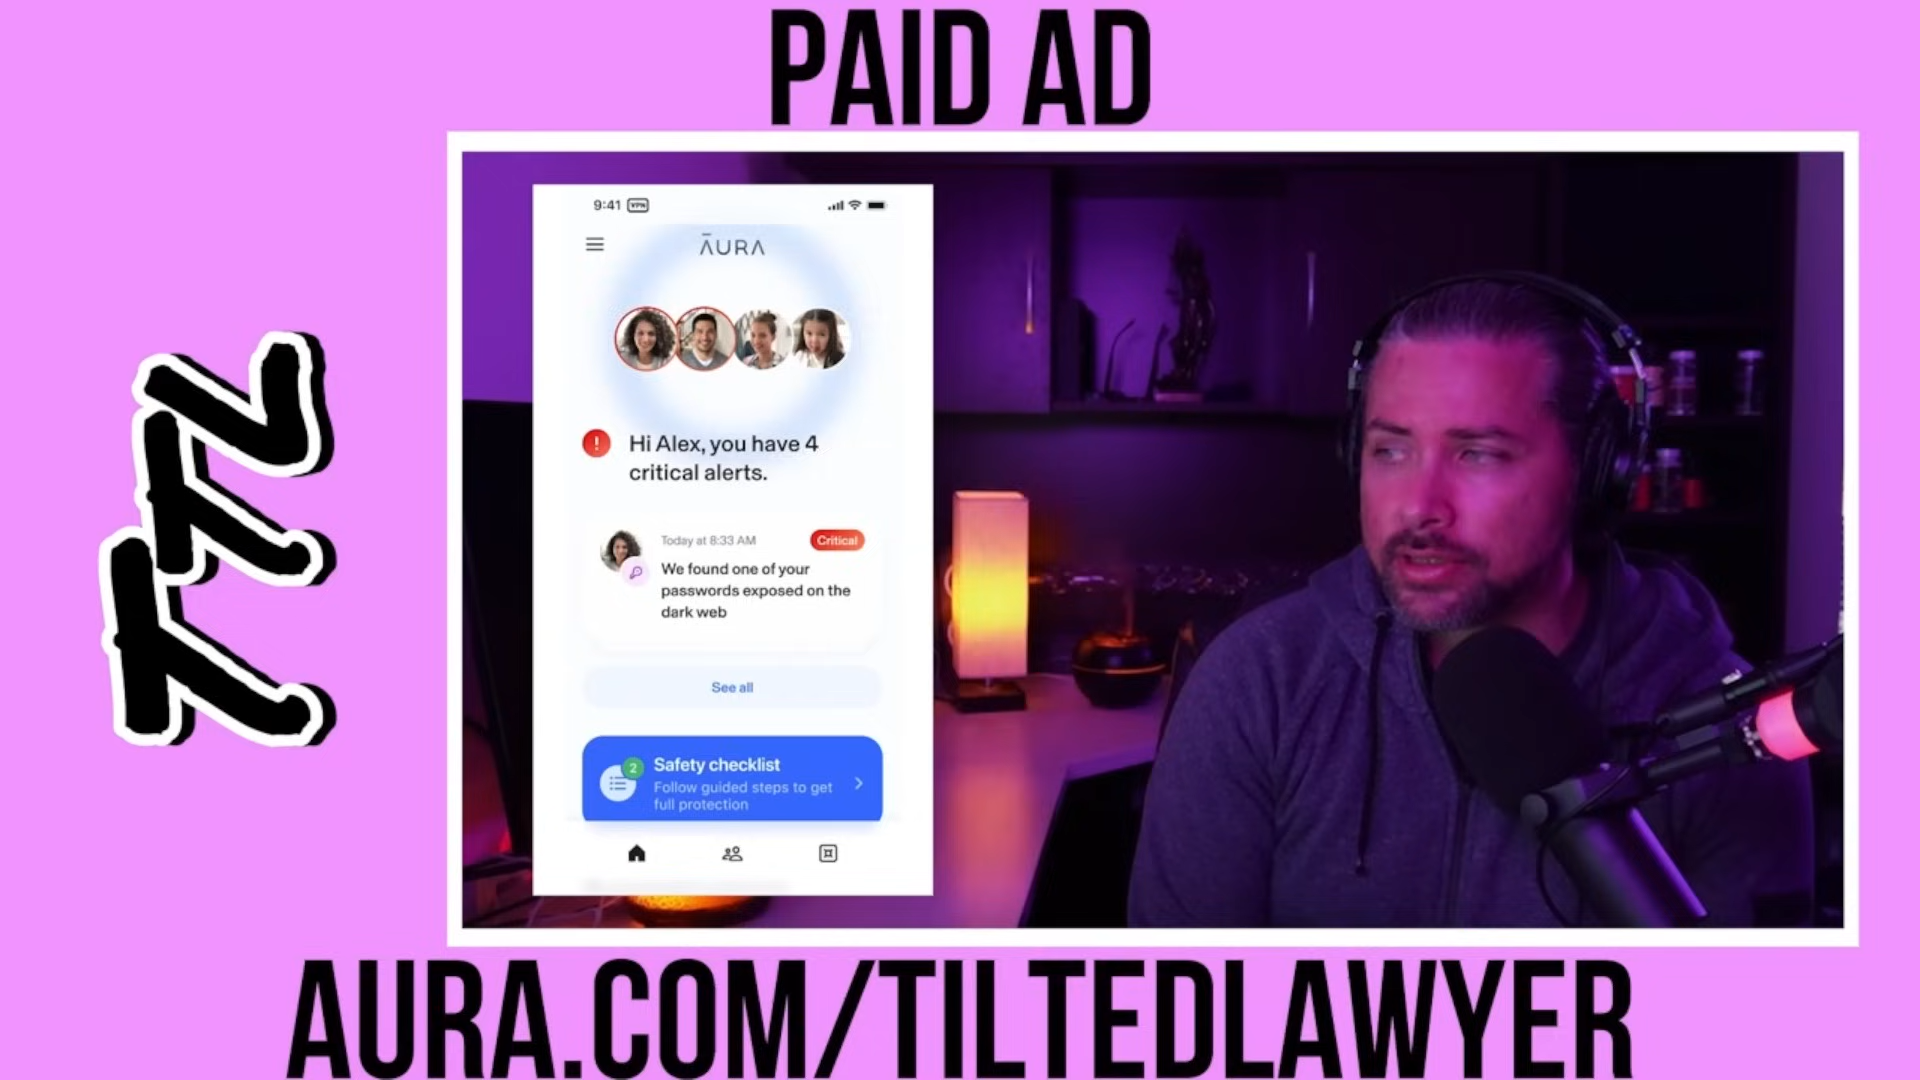 PAID AD
TTL
9:41 VPN
ĀURA
! Hi Alex, you have 4
critical alerts.
Today at 8:33 AM Critical
We found one of your
passwords exposed on the
dark web
See all
2 Safety checklist
Follow guided steps to get
full protection
AURA.COM/TILTEDLAWYER